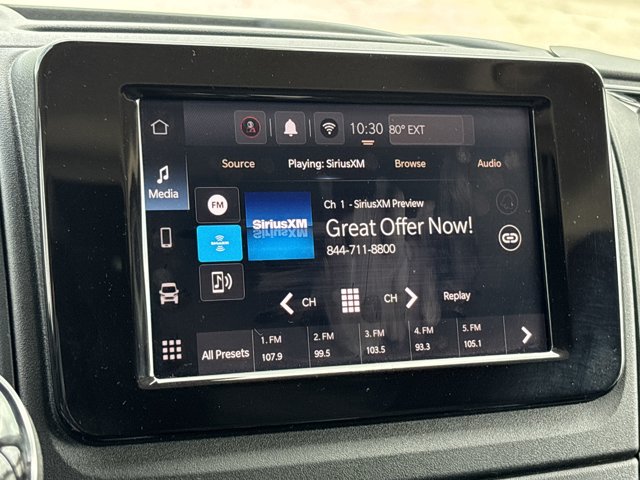 10:30 80° EXT
Source Playing: SiriusXM Browse Audio
Media
FM
SiriusXM
Ch 1 - SiriusXM Preview
Great Offer Now!
844-711-8800
CH CH Replay
All Presets
1. FM 2. FM 3. FM 4. FM 5. FM
107.9 99.5 103.5 93.3 105.1